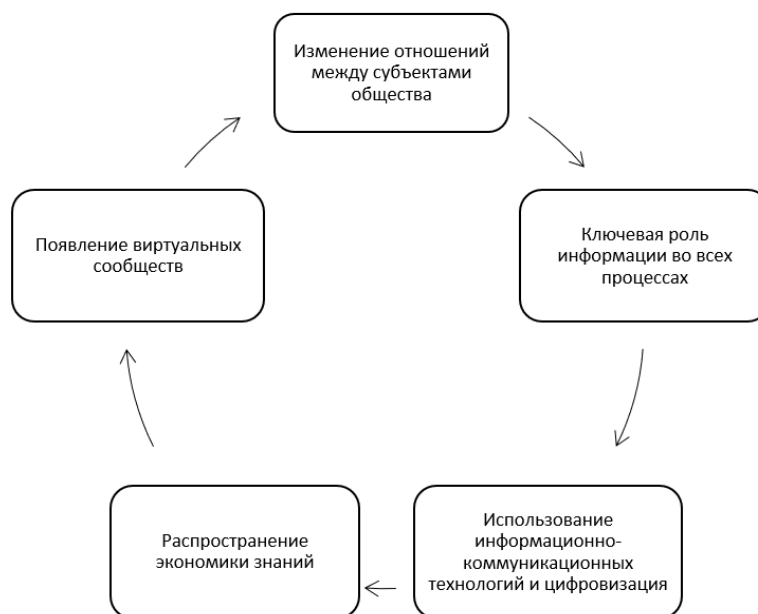 Изменение отношений
между субъектами
общества
Ключевая роль
информации во всех
процессах
Использование
информационно-
коммуникационных
технологий и цифровизация
Распространение
экономики знаний
Появление виртуальных
сообществ